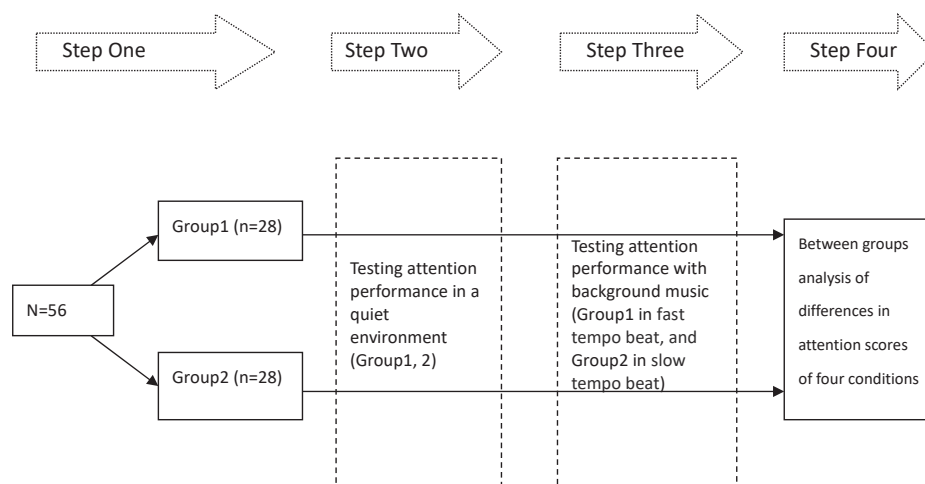 Step One
Step Two
Step Three
Step Four
Group1 (n=28)
N=56
Group2 (n=28)
Testing attention
performance in a
quiet
environment
(Group1, 2)
Testing attention
performance with
background music
(Group1 in fast
tempo beat, and
Group2 in slow
tempo beat)
Between groups
analysis of
differences in
attention scores
of four conditions